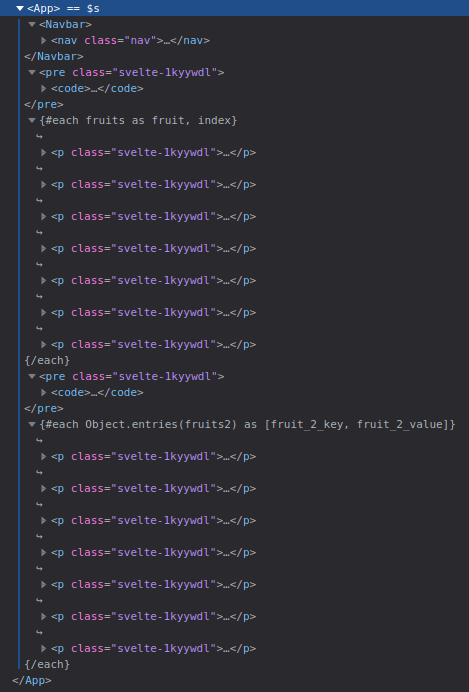 <App> == $s
<Navbar>
<nav class="nav">…</nav>
</Navbar>
<pre class="svelte-1kyywdl">
<code>…</code>
</pre>
{#each fruits as fruit, index}
↪
<p class="svelte-1kyywdl">…</p>
↪
<p class="svelte-1kyywdl">…</p>
↪
<p class="svelte-1kyywdl">…</p>
↪
<p class="svelte-1kyywdl">…</p>
↪
<p class="svelte-1kyywdl">…</p>
↪
<p class="svelte-1kyywdl">…</p>
↪
<p class="svelte-1kyywdl">…</p>
{/each}
<pre class="svelte-1kyywdl">
<code>…</code>
</pre>
{#each Object.entries(fruits2) as [fruit_2_key, fruit_2_value]}
↪
<p class="svelte-1kyywdl">…</p>
↪
<p class="svelte-1kyywdl">…</p>
↪
<p class="svelte-1kyywdl">…</p>
↪
<p class="svelte-1kyywdl">…</p>
↪
<p class="svelte-1kyywdl">…</p>
↪
<p class="svelte-1kyywdl">…</p>
↪
<p class="svelte-1kyywdl">…</p>
{/each}
</App>